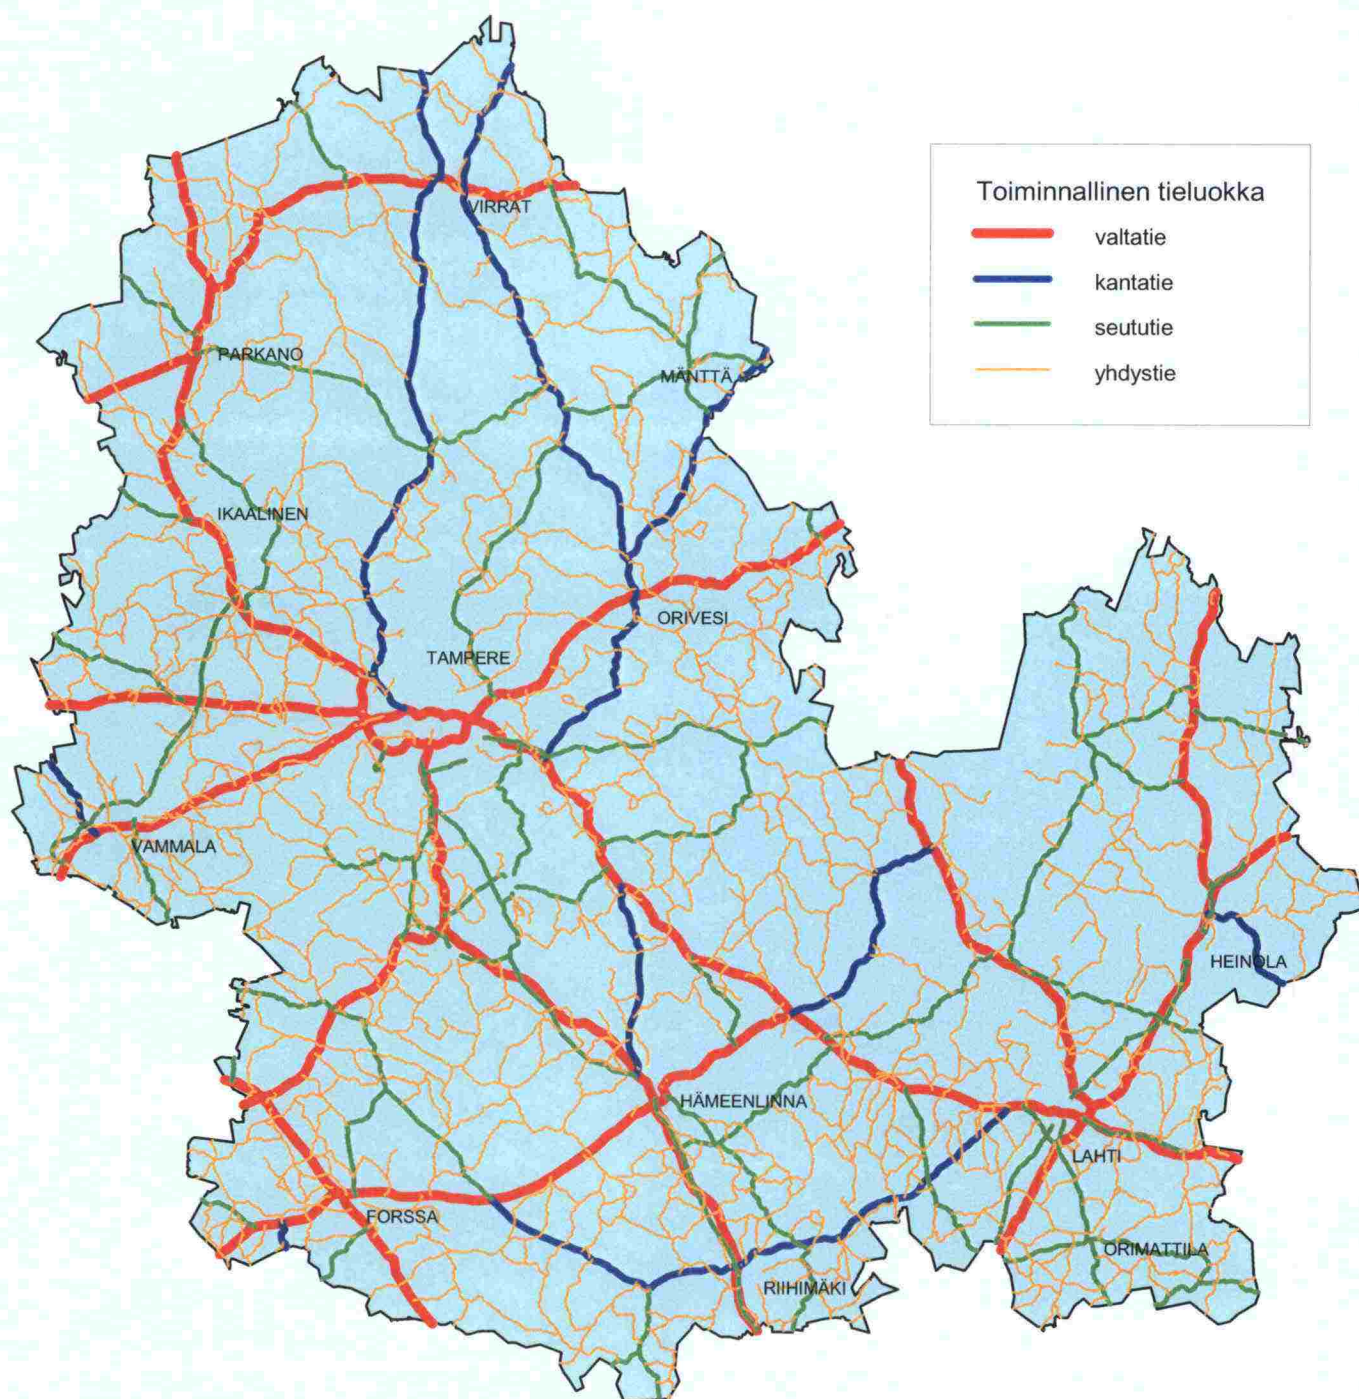 Toiminnallinen tieluokka
valtatie
kantatie
seututie
yhdystie
VIRRAT
PARKANO
MÄNTTÄ
IKAALINEN
ORIVESI
TAMPERE
VAMMALA
HEINOLA
HÄMEENLINNA
LAHTI
FORSSA
ORIMATTILA
RIIHIMÄKI